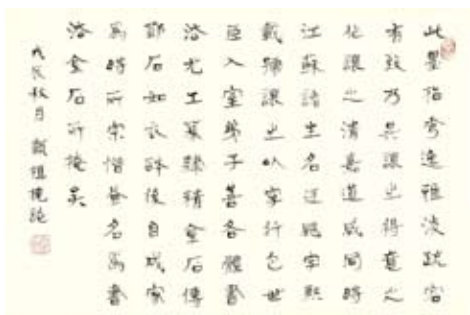 此墨梅秀逸雅淡疏宕
有致乃吳讓之得意之
作讓之清嘉道咸同時
江蘇諸生名廷颺字熙
載號讓之以字行包世
臣入室弟子善各體書
法尤工篆隸精金石傳
鄧石如衣鉢後自成家
為時所宗惜畫名為書
法金石所掩矣
戊辰秋月